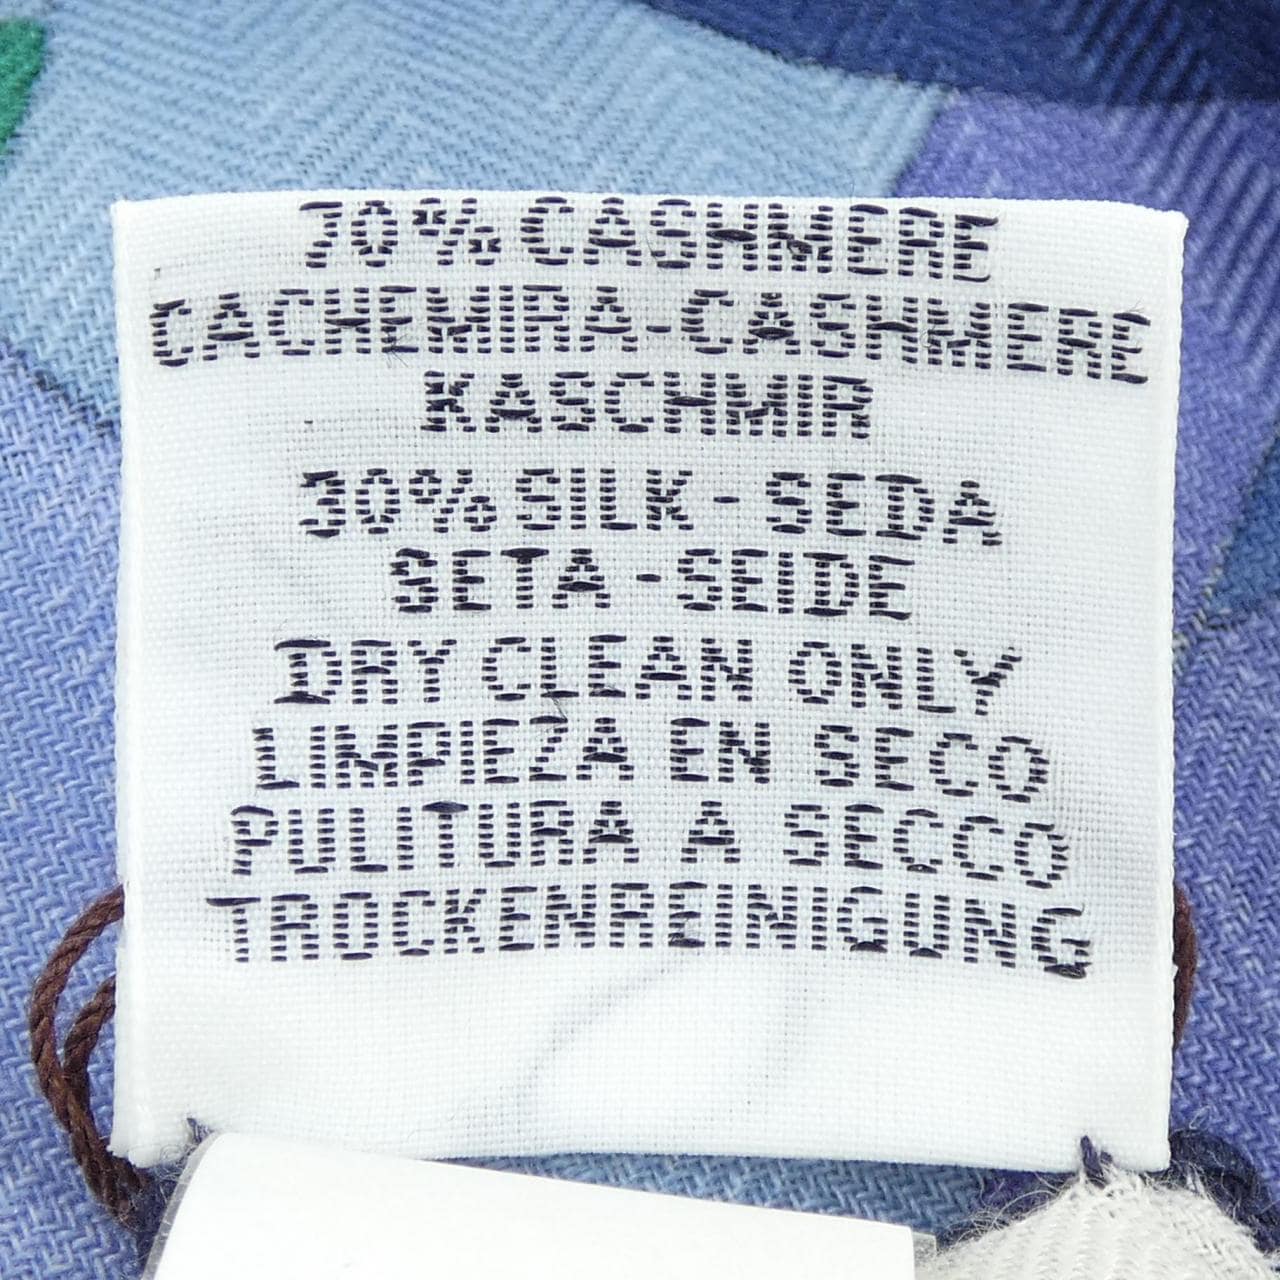 70% CASHMERE
CACHEMIRA-CASHMERE
KASCHMIR
30% SILK - SEDA
SETA - SEIDE
DRY CLEAN ONLY
LIMPIEZA EN SECO
PULITURA A SECCO
TROCKENREINIGUNG